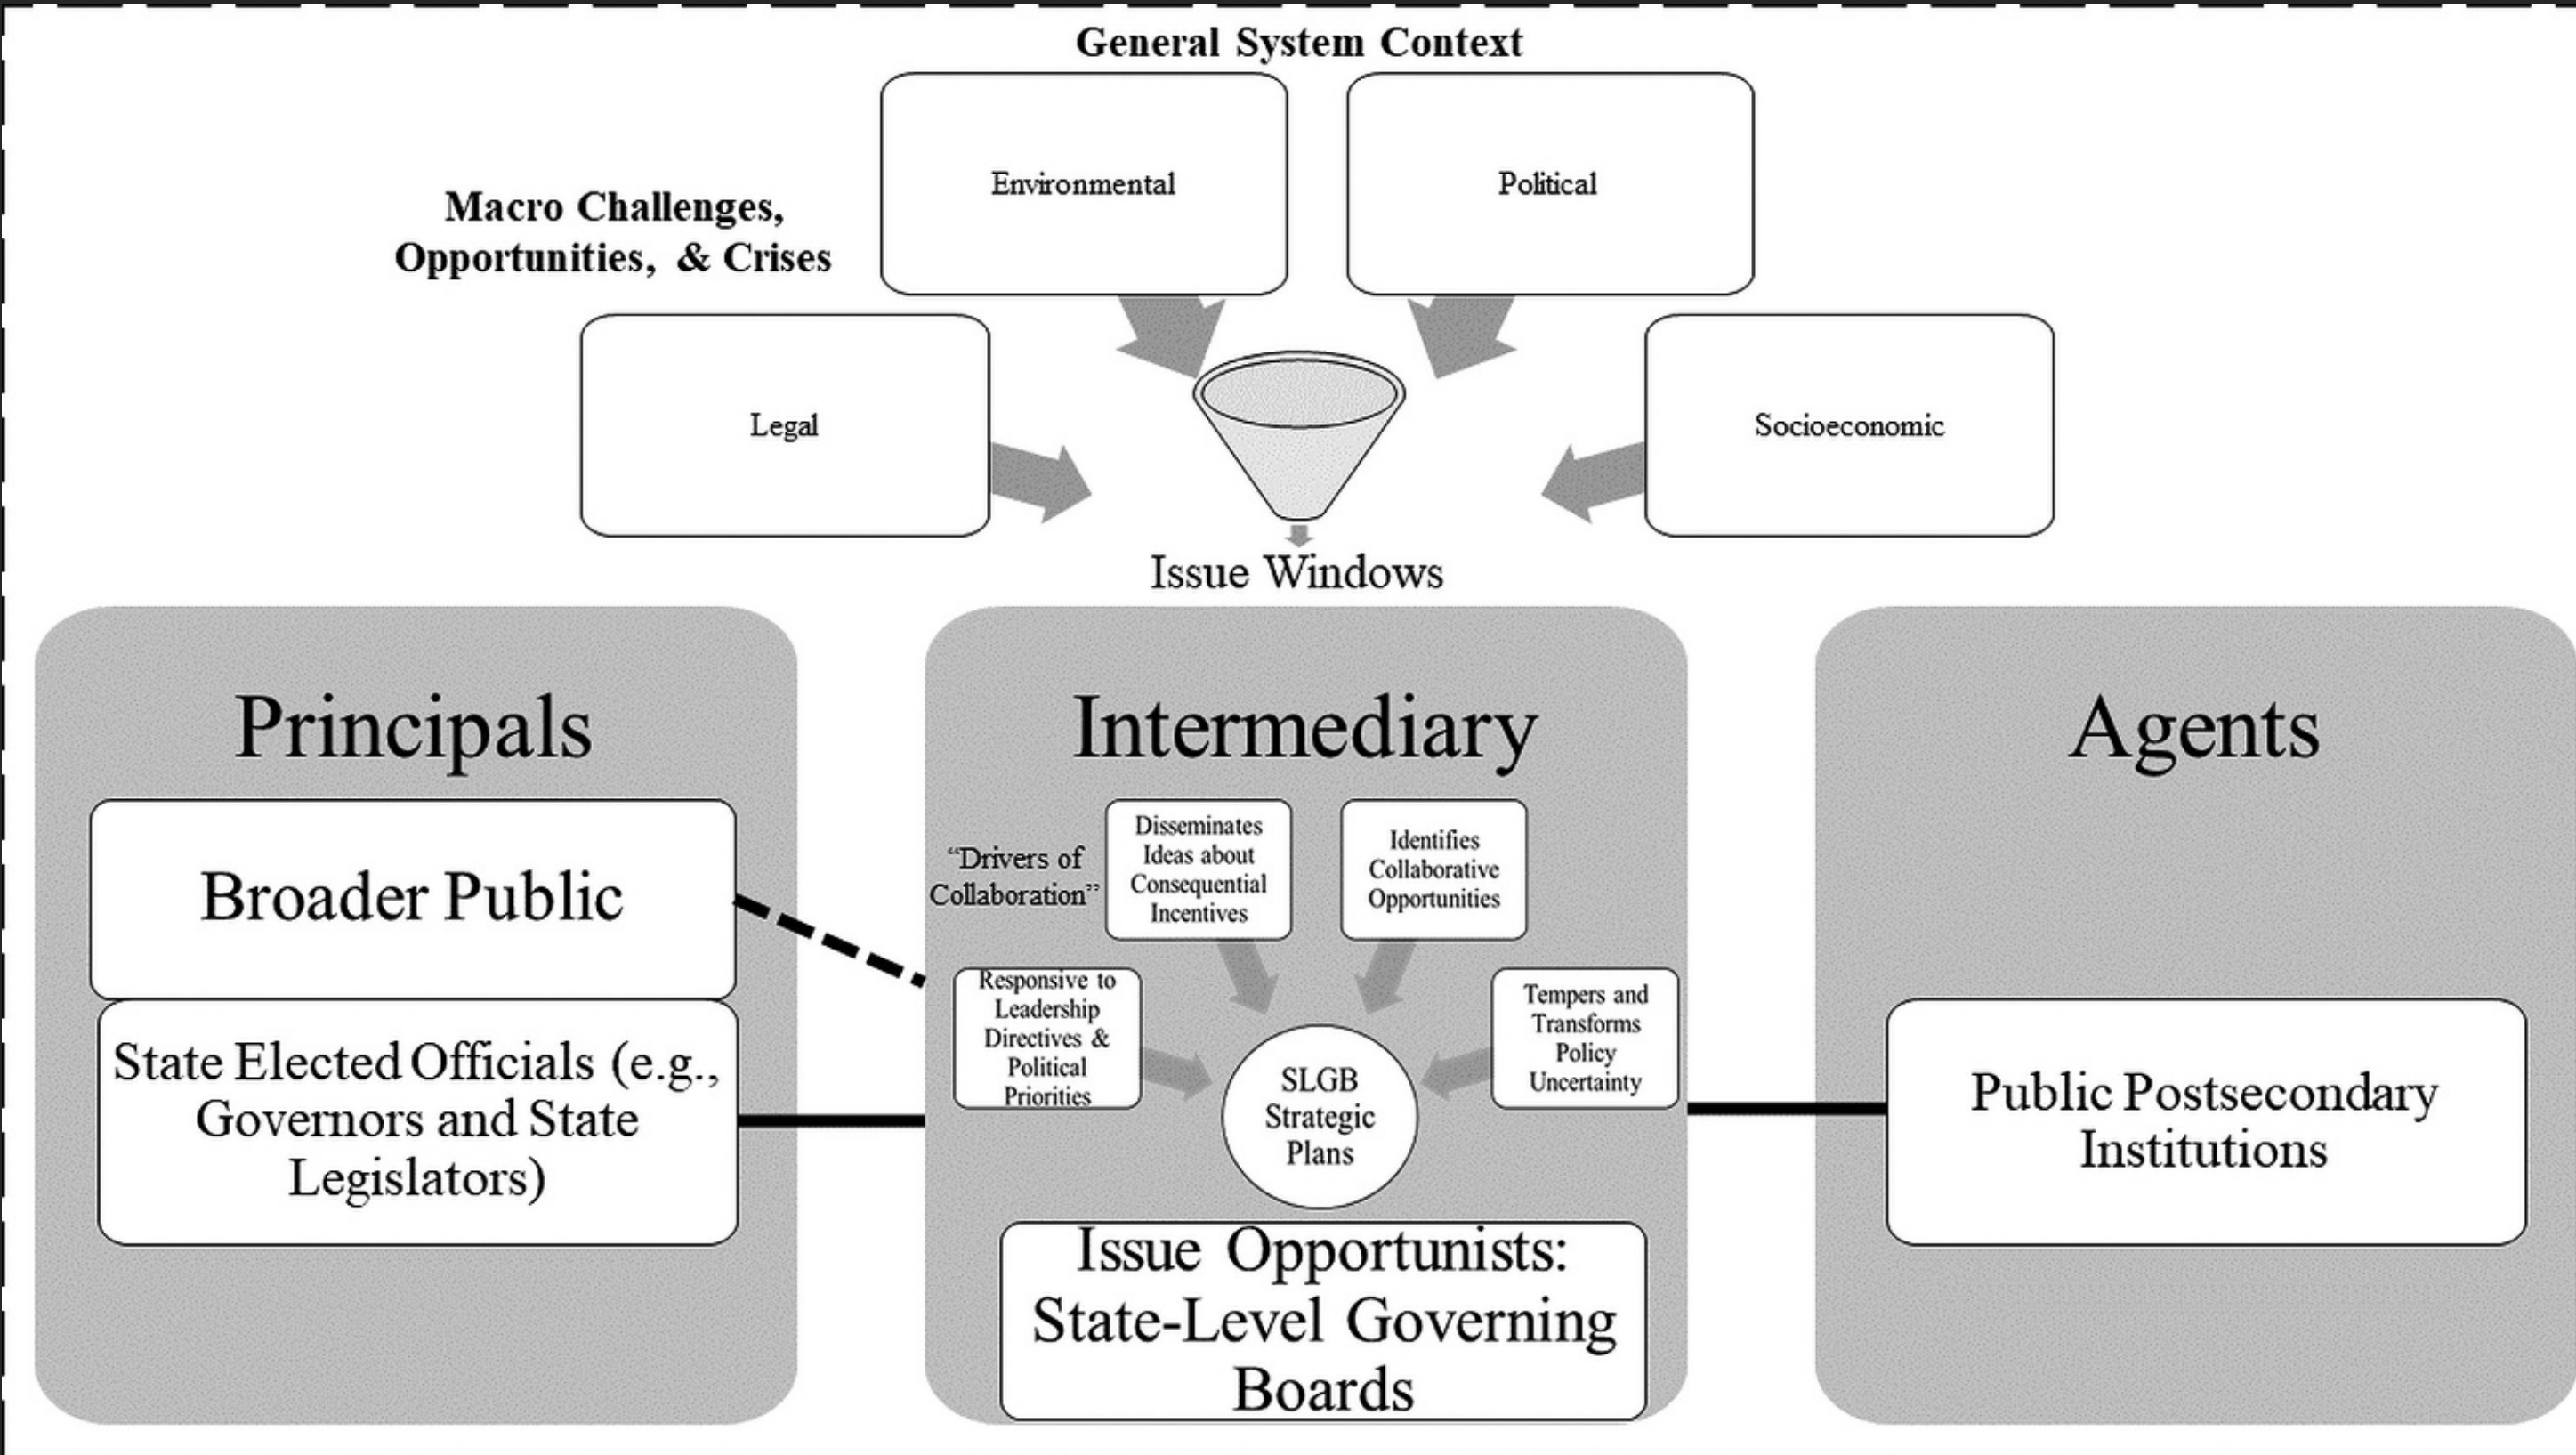 General System Context
Environmental
Political
Macro Challenges,
Opportunities, & Crises
Legal
Socioeconomic
Issue Windows
Principals
Broader Public
State Elected Officials (e.g.,
Governors and State
Legislators)
Intermediary
“Drivers of
Collaboration”
Disseminates
Ideas about
Consequential
Incentives
Identifies
Collaborative
Opportunities
Responsive to
Leadership
Directives &
Political
Priorities
Tempers and
Transforms
Policy
Uncertainty
SLGB
Strategic
Plans
Issue Opportunists:
State-Level Governing
Boards
Agents
Public Postsecondary
Institutions